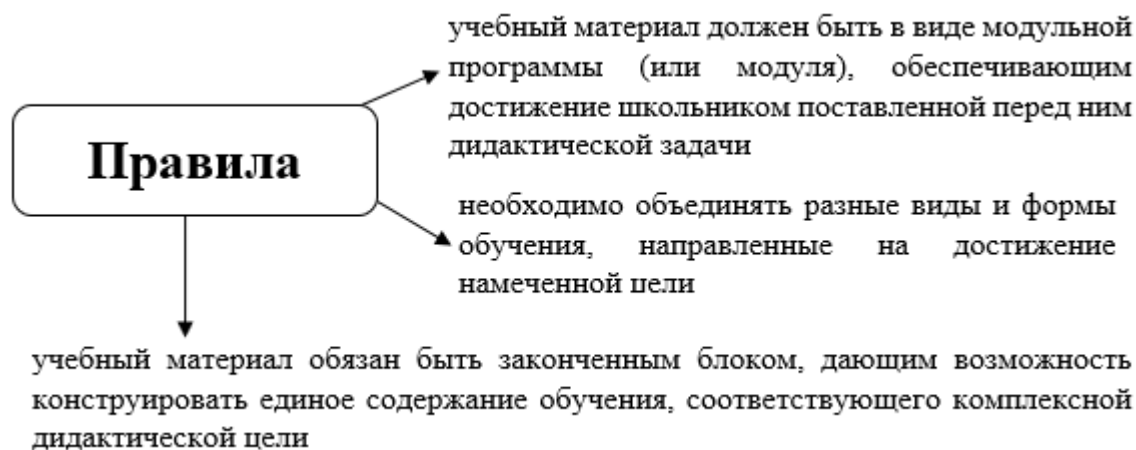 учебный материал должен быть в виде модульной
программы (или модуля), обеспечивающим
достижение школьником поставленной перед ним
дидактической задачи
Правила
необходимо объединять разные виды и формы
обучения, направленные на достижение
намеченной цели
учебный материал обязан быть законченным блоком, дающим возможность
конструировать единое содержание обучения, соответствующего комплексной
дидактической цели